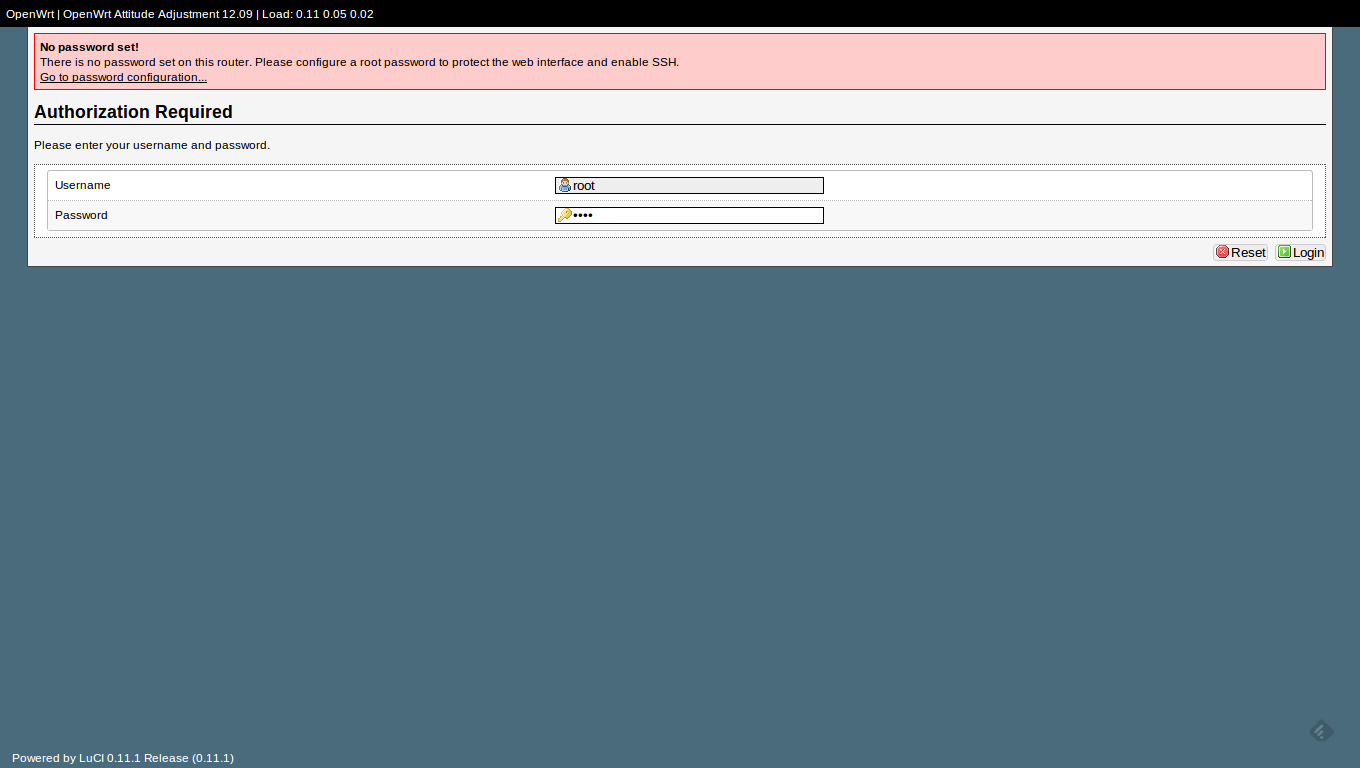 OpenWrt | OpenWrt Attitude Adjustment 12.09 | Load: 0.11 0.05 0.02
No password set!
There is no password set on this router. Please configure a root password to protect the web interface and enable SSH.
Go to password configuration...
Authorization Required
Please enter your username and password.
Username root
Password ••••
Reset Login
Powered by LuCI 0.11.1 Release (0.11.1)